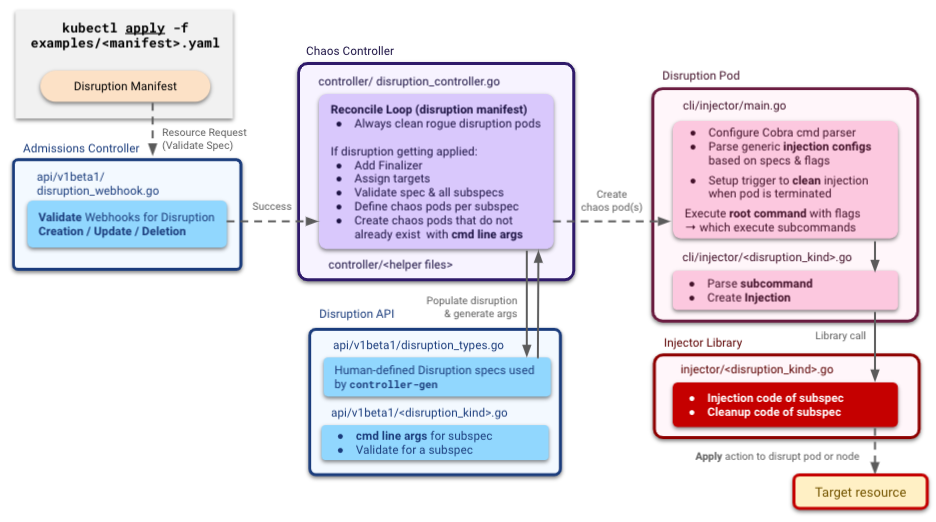 kubectl apply -f
examples/<manifest>.yaml
Disruption Manifest
Resource Request
(Validate Spec)
Admissions Controller
api/v1beta1/
disruption_webhook.go
Validate Webhooks for Disruption
Creation / Update / Deletion
Success
Chaos Controller
controller/ disruption_controller.go
Reconcile Loop (disruption manifest)
● Always clean rogue disruption pods
If disruption getting applied:
● Add Finalizer
● Assign targets
● Validate spec & all subspecs
● Define chaos pods per subspec
● Create chaos pods that do not
already exist with cmd line args
controller/<helper files>
Populate disruption
& generate args
Disruption API
api/v1beta1/disruption_types.go
Human-defined Disruption specs used
by controller-gen
api/v1beta1/<disruption_kind>.go
● cmd line args for subspec
● Validate for a subspec
Create
chaos pod(s)
Disruption Pod
cli/injector/main.go
● Configure Cobra cmd parser
● Parse generic injection configs
based on specs & flags
● Setup trigger to clean injection
when pod is terminated
Execute root command with flags
→ which execute subcommands
cli/injector/<disruption_kind>.go
● Parse subcommand
● Create Injection
Library call
Injector Library
injector/<disruption_kind>.go
● Injection code of subspec
● Cleanup code of subspec
Apply action to disrupt pod or node
Target resource